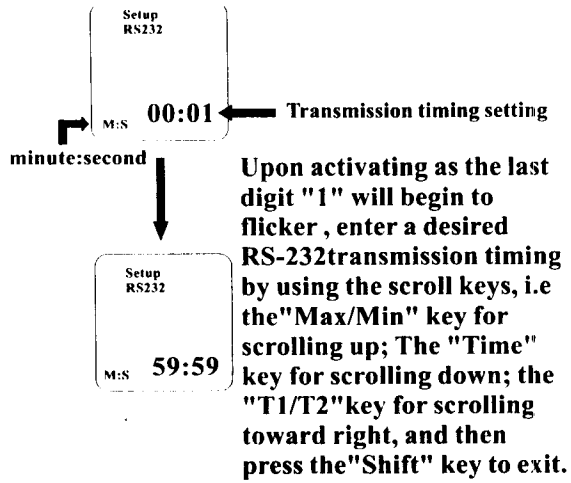 Setup
RS232
00:01
M:S
Transmission timing setting
minute:second
Upon activating as the last
digit "1" will begin to
flicker , enter a desired
RS-232transmission timing
by using the scroll keys, i.e
the"Max/Min" key for
scrolling up; The "Time"
key for scrolling down; the
"T1/T2"key for scrolling
toward right, and then
press the"Shift" key to exit.
Setup
RS232
M:S 59:59